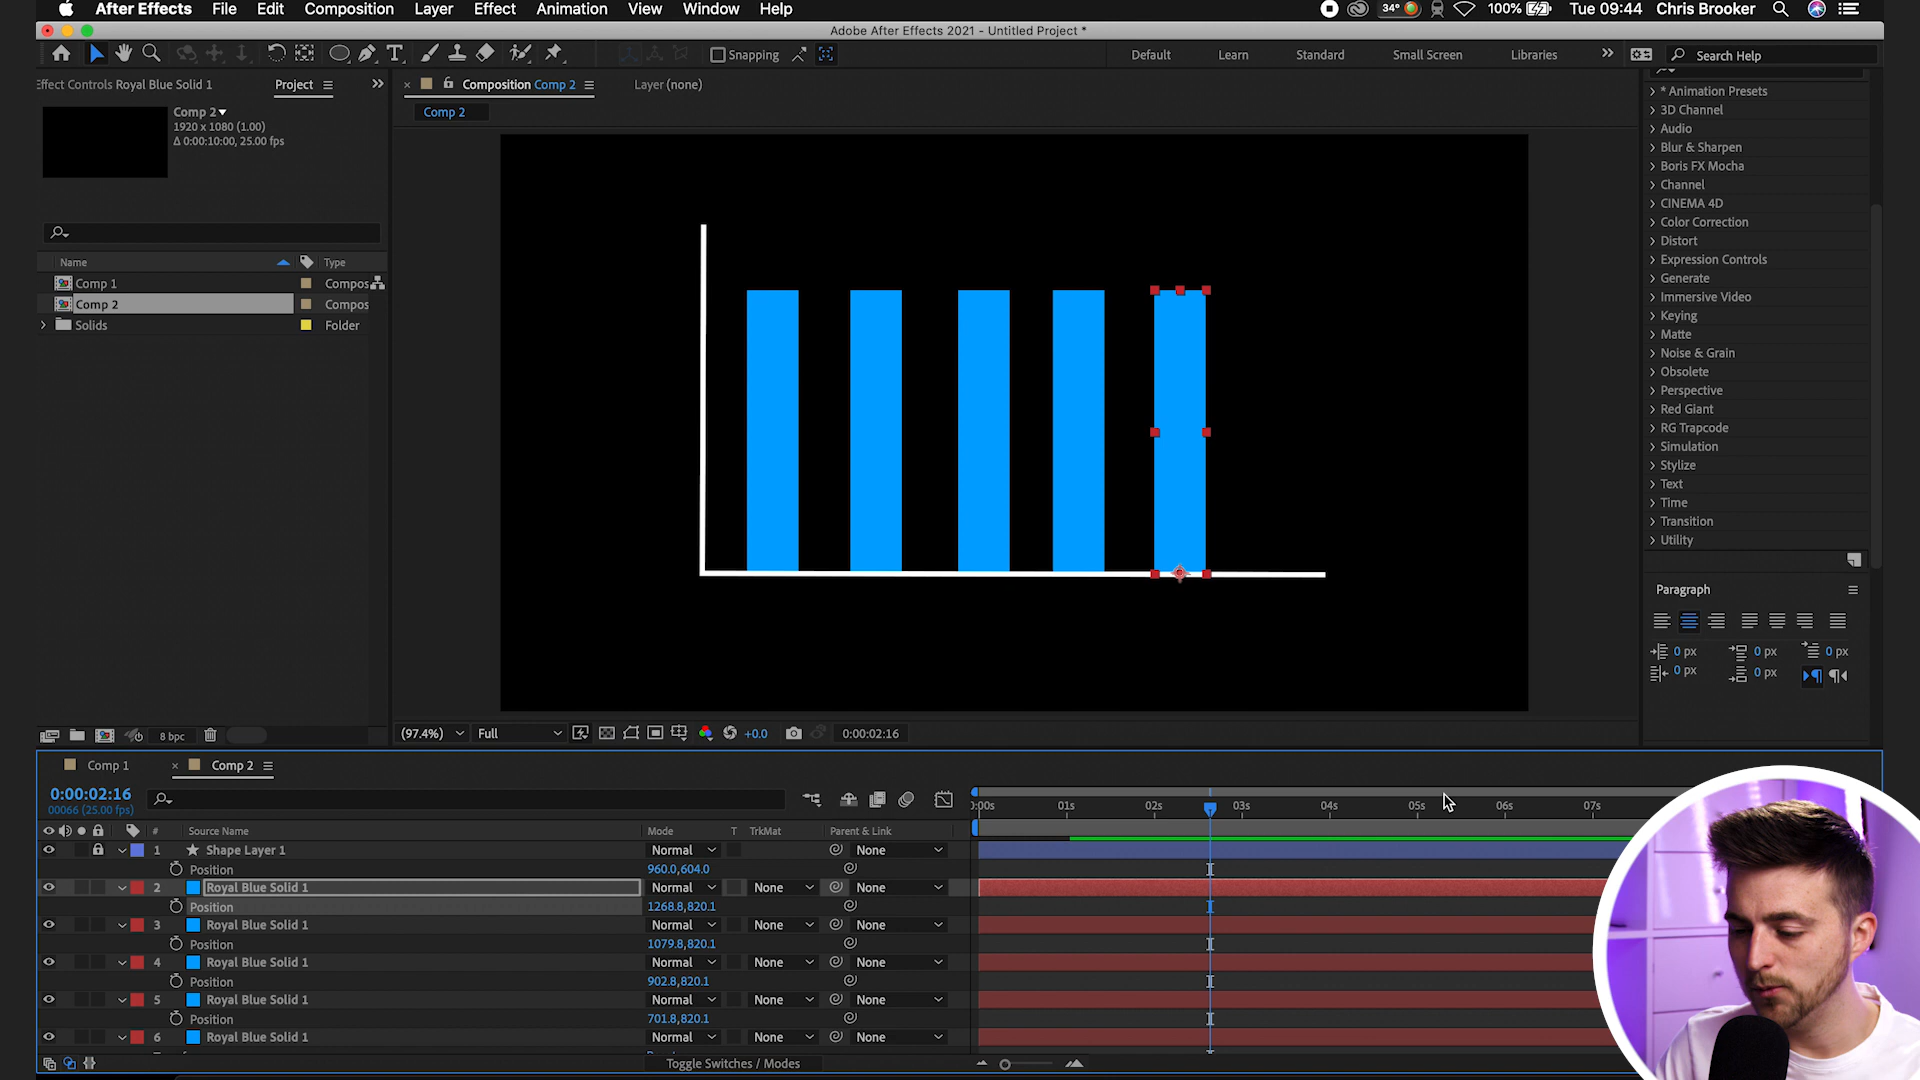 After Effects File Edit Composition Layer Effect Animation View Window Help 34° 100% Tue 09:44 Chris Brooker
Adobe After Effects 2021 - Untitled Project *
Snapping Default Learn Standard Small Screen Libraries Search Help
Effect Controls Royal Blue Solid 1 Project
Composition Comp 2 Layer (none)
Comp 2
Comp 2
1920 x 1080 (1.00)
Δ 0:00:10:00, 25.00 fps
Name Type
Comp 1 Compos
Comp 2 Compos
Solids Folder
8 bpc
(97.4%) Full +0.0 0:00:02:16
* Animation Presets
3D Channel
Audio
Blur & Sharpen
Boris FX Mocha
Channel
CINEMA 4D
Color Correction
Distort
Expression Controls
Generate
Immersive Video
Keying
Matte
Noise & Grain
Obsolete
Perspective
Red Giant
RG Trapcode
Simulation
Stylize
Text
Time
Transition
Utility
Paragraph
0 px 0 px 0 px
0 px 0 px
Comp 1 Comp 2
0:00:02:16
00066 (25.00 fps)
0:00s 01s 02s 03s 04s 05s 06s 07s
# Source Name Mode T TrkMat Parent & Link
1 Shape Layer 1 Normal None
Position 960.0,604.0
2 Royal Blue Solid 1 Normal None None
Position 1268.8,820.1
3 Royal Blue Solid 1 Normal None None
Position 1079.8,820.1
4 Royal Blue Solid 1 Normal None None
Position 902.8,820.1
5 Royal Blue Solid 1 Normal None None
Position 701.8,820.1
6 Royal Blue Solid 1 Normal None None
Toggle Switches / Modes